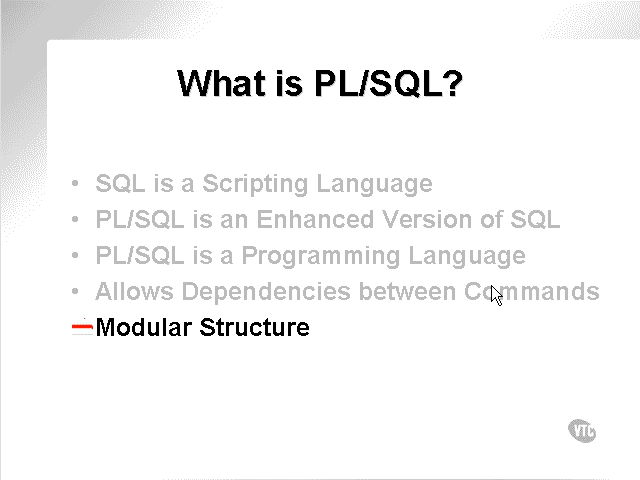 What is PL/SQL?
• SQL is a Scripting Language
• PL/SQL is an Enhanced Version of SQL
• PL/SQL is a Programming Language
• Allows Dependencies between Commands
Modular Structure
VTC